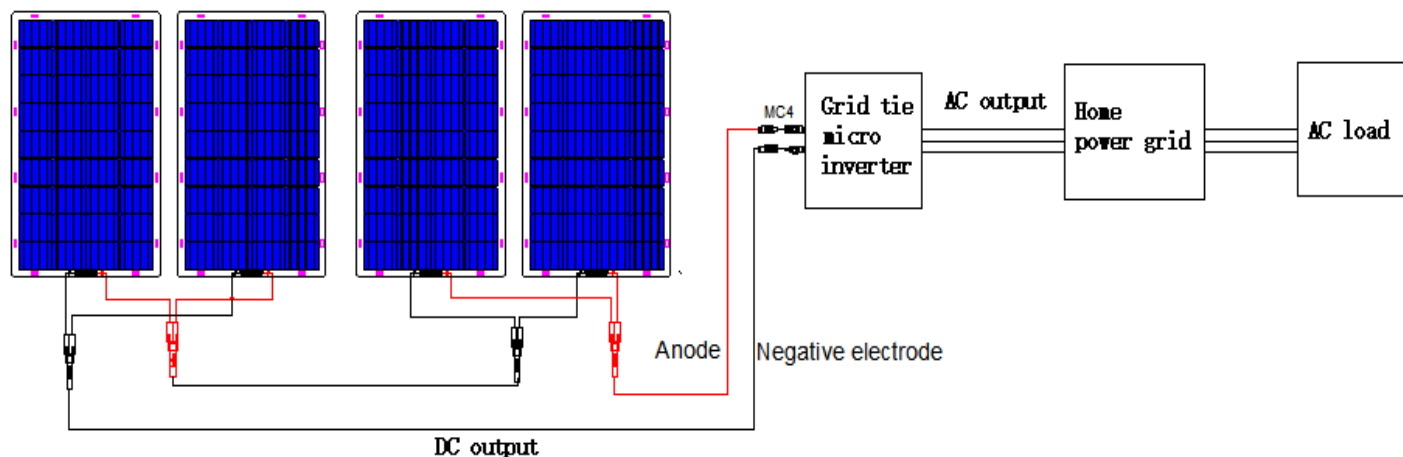 MC4
Grid tie
micro
inverter
AC output
Home
power grid
AC load
Anode
Negative electrode
DC output